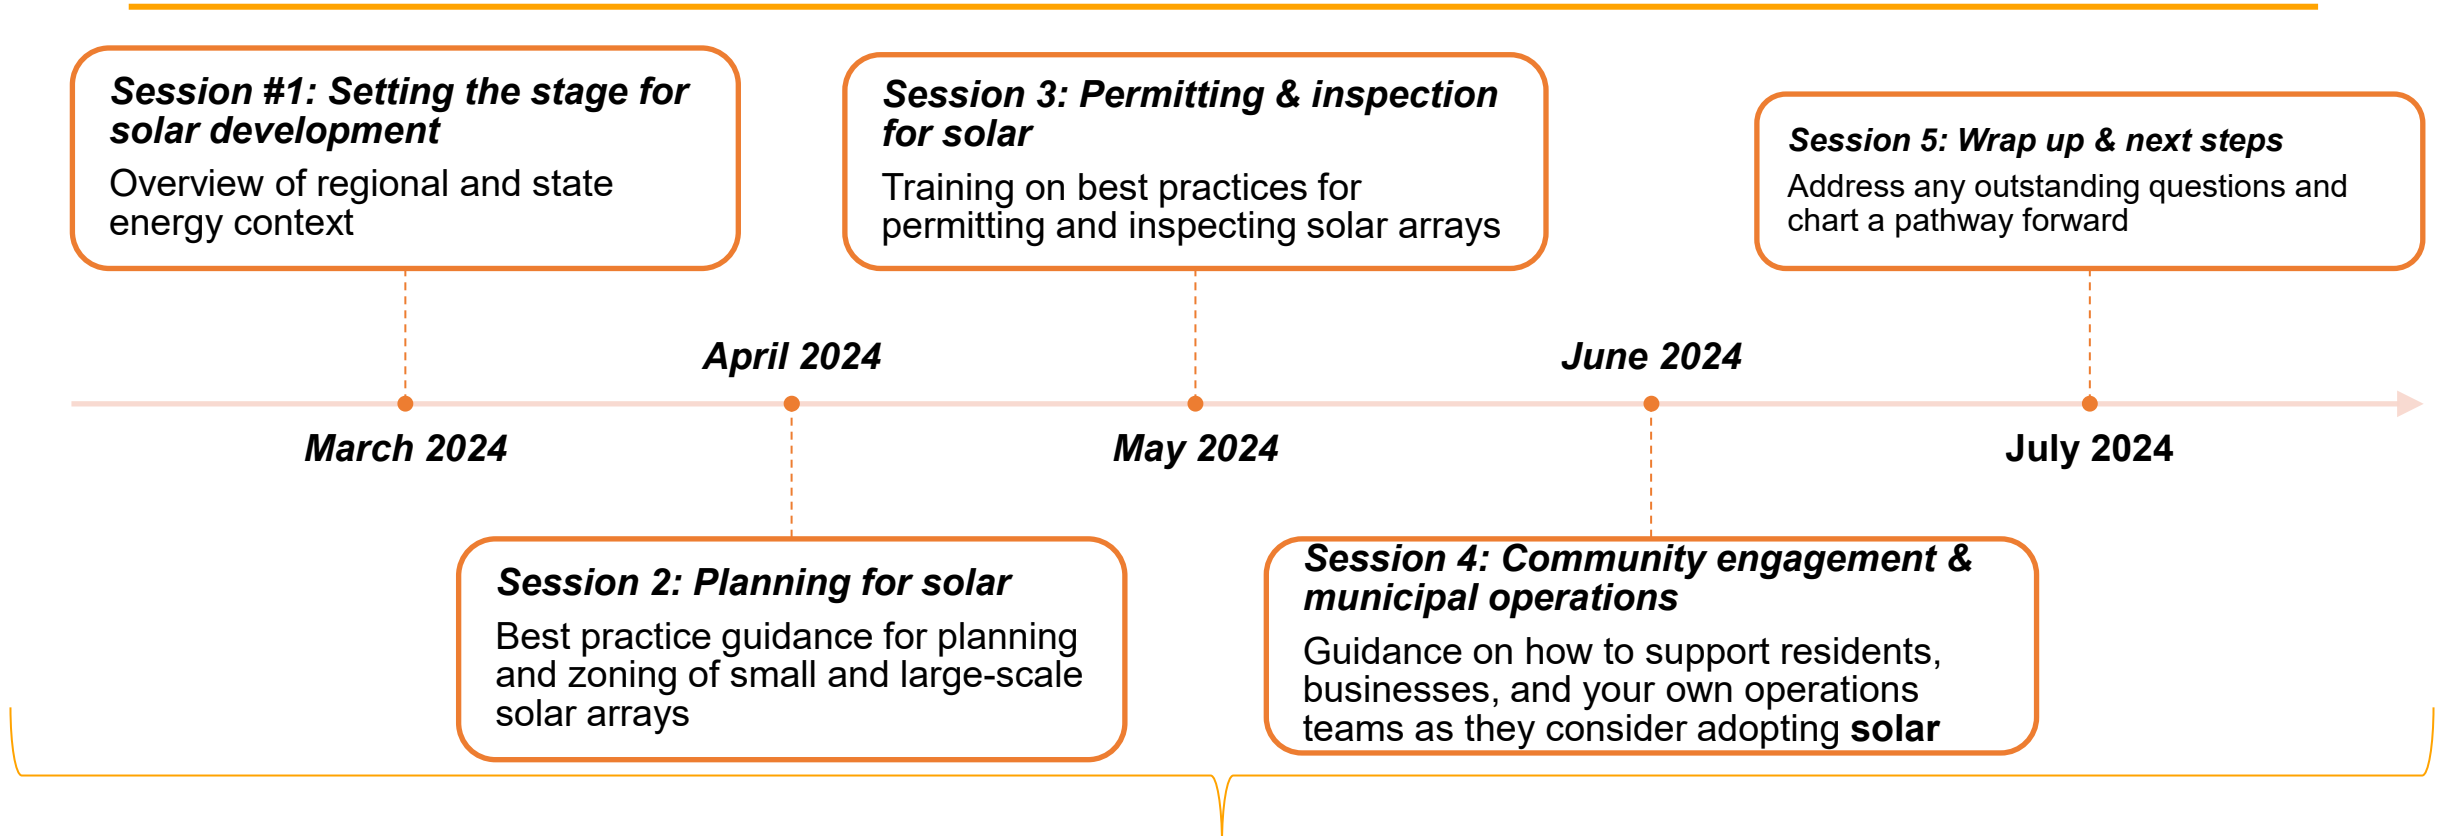 Session #1: Setting the stage for
solar development
Overview of regional and state
energy context
Session 3: Permitting & inspection
for solar
Training on best practices for
permitting and inspecting solar arrays
Session 5: Wrap up & next steps
Address any outstanding questions and
chart a pathway forward
April 2024
June 2024
March 2024
May 2024
July 2024
Session 2: Planning for solar
Best practice guidance for planning
and zoning of small and large-scale
solar arrays
Session 4: Community engagement &
municipal operations
Guidance on how to support residents,
businesses, and your own operations
teams as they consider adopting solar